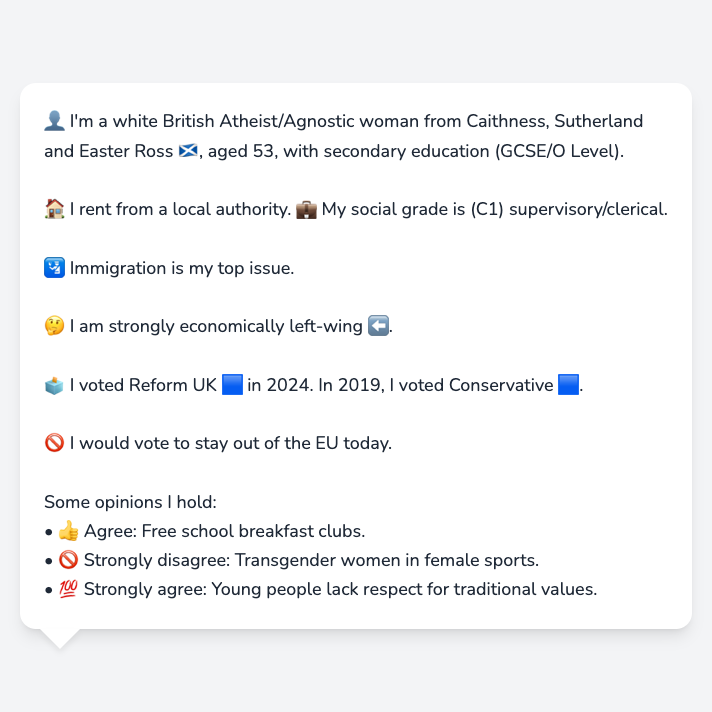 👤 I'm a white British Atheist/Agnostic woman from Caithness, Sutherland
and Easter Ross 🏴󠁧󠁢󠁳󠁣󠁴󠁿, aged 53, with secondary education (GCSE/O Level).
🏠 I rent from a local authority. 💼 My social grade is (C1) supervisory/clerical.
🛂 Immigration is my top issue.
🤔 I am strongly economically left-wing ⬅️.
🗳️ I voted Reform UK 🟦 in 2024. In 2019, I voted Conservative 🟦.
🚫 I would vote to stay out of the EU today.
Some opinions I hold:
• 👍 Agree: Free school breakfast clubs.
• 🚫 Strongly disagree: Transgender women in female sports.
• 💯 Strongly agree: Young people lack respect for traditional values.